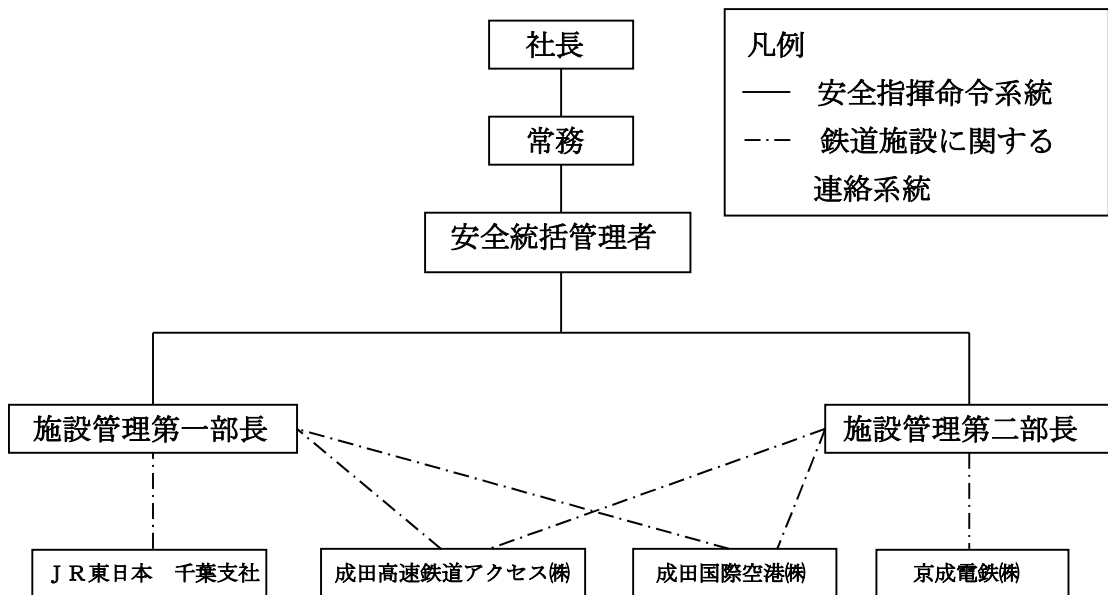 社長
凡例
安全指揮命令系統
常務
鉄道施設に関する
連絡系統
安全統括管理者
施設管理第一部長
施設管理第二部長
ＪＲ東日本　千葉支社
成田高速鉄道アクセス㈱
成田国際空港㈱
京成電鉄㈱